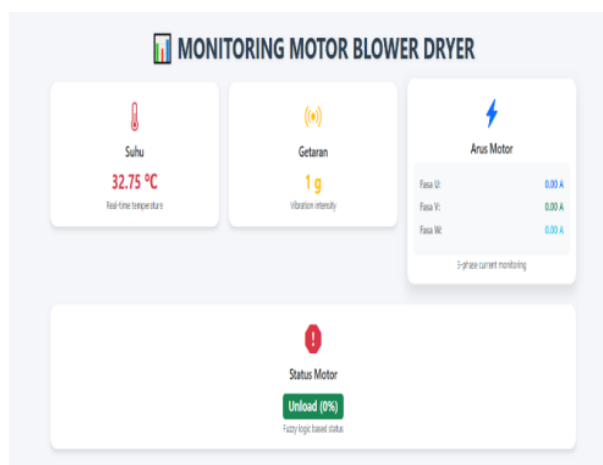 MONITORING MOTOR BLOWER DRYER
Suhu
32.75 °C
Real-time temperature
Getaran
1 g
Vibration intensity
Arus Motor
Fasa U: 0.00 A
Fasa V: 0.00 A
Fasa W: 0.00 A
3-phase current monitoring
Status Motor
Unload (0%)
Fuzzy logic based status